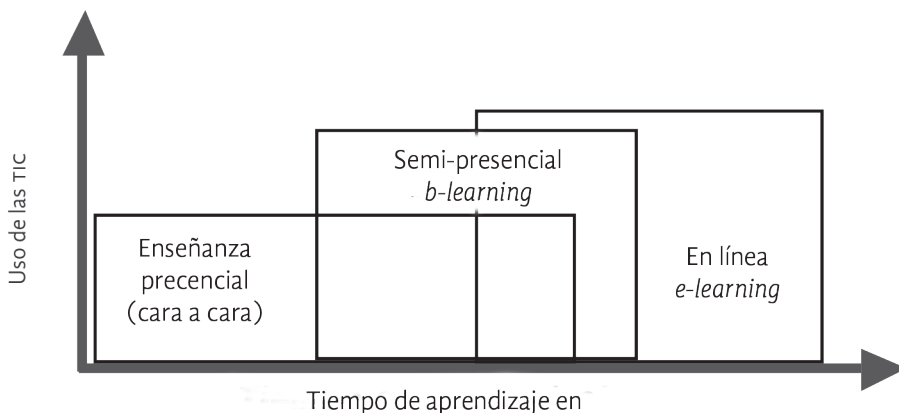 Uso de las TIC
Semi-presencial
b-learning
Enseñanza
precencial
(cara a cara)
En línea
e-learning
Tiempo de aprendizaje en